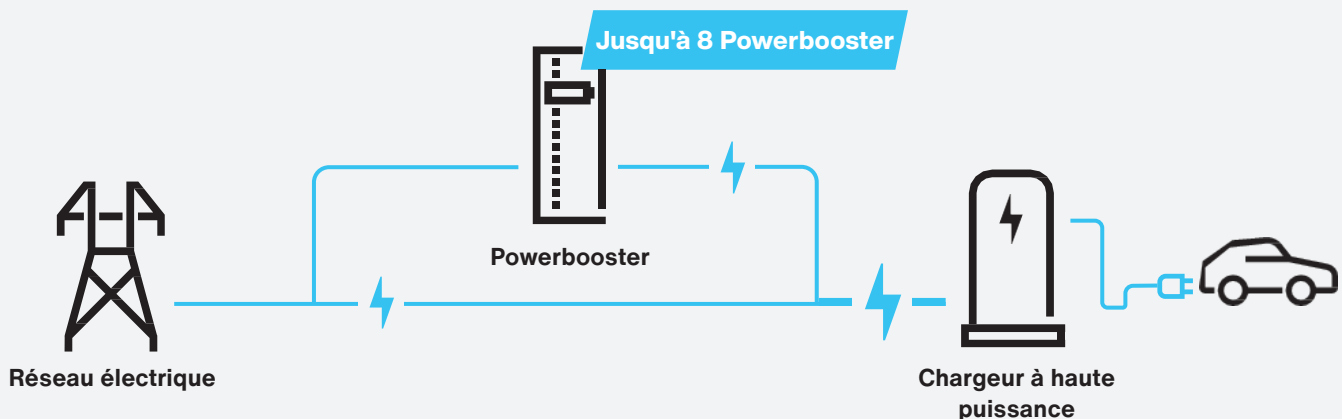 Jusqu'à 8 Powerbooster
Powerbooster
Réseau électrique
Chargeur à haute
puissance